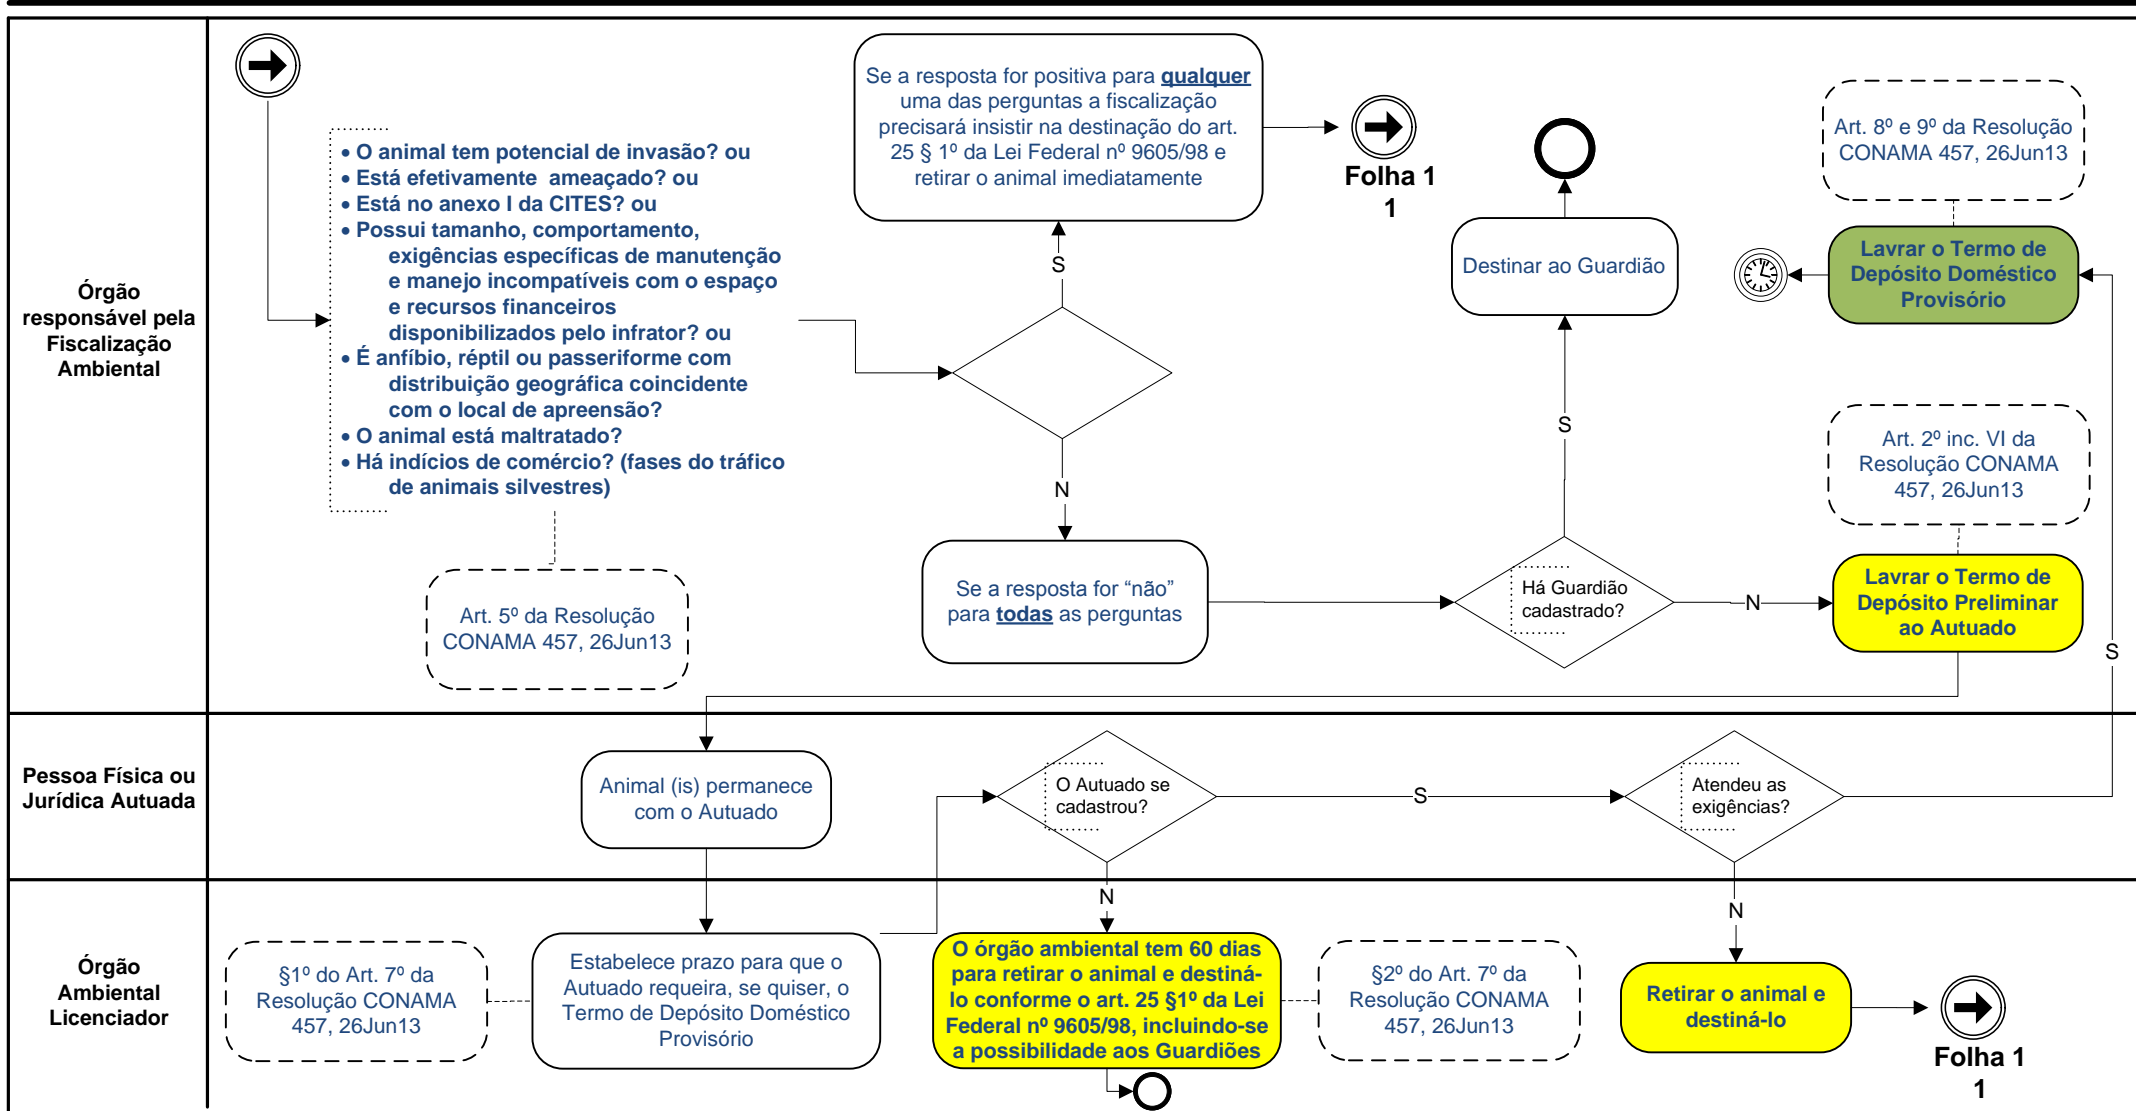 Órgão
responsável pela
Fiscalização
Ambiental
• O animal tem potencial de invasão? ou
• Está efetivamente ameaçado? ou
• Está no anexo I da CITES? ou
• Possui tamanho, comportamento,
exigências específicas de manutenção
e manejo incompatíveis com o espaço
e recursos financeiros
disponibilizados pelo infrator? ou
• É anfíbio, réptil ou passeriforme com
distribuição geográfica coincidente
com o local de apreensão?
• O animal está maltratado?
• Há indícios de comércio? (fases do tráfico
de animais silvestres)
Art. 5º da Resolução
CONAMA 457, 26Jun13
Se a resposta for positiva para qualquer
uma das perguntas a fiscalização
precisará insistir na destinação do art.
25 § 1º da Lei Federal nº 9605/98 e
retirar o animal imediatamente
Folha 1
1
S
N
Se a resposta for “não”
para todas as perguntas
Destinar ao Guardião
S
Há Guardião
cadastrado?
N
Art. 8º e 9º da Resolução
CONAMA 457, 26Jun13
Lavrar o Termo de
Depósito Doméstico
Provisório
Art. 2º inc. VI da
Resolução CONAMA
457, 26Jun13
Lavrar o Termo de
Depósito Preliminar
ao Autuado
S
Pessoa Física ou
Jurídica Autuada
Animal (is) permanece
com o Autuado
O Autuado se
cadastrou?
S
Atendeu as
exigências?
N
N
Órgão
Ambiental
Licenciador
§1º do Art. 7º da
Resolução CONAMA
457, 26Jun13
Estabelece prazo para que o
Autuado requeira, se quiser, o
Termo de Depósito Doméstico
Provisório
O órgão ambiental tem 60 dias
para retirar o animal e destiná-
lo conforme o art. 25 §1º da Lei
Federal nº 9605/98, incluindo-se
a possibilidade aos Guardiões
§2º do Art. 7º da
Resolução CONAMA
457, 26Jun13
Retirar o animal e
destiná-lo
Folha 1
1